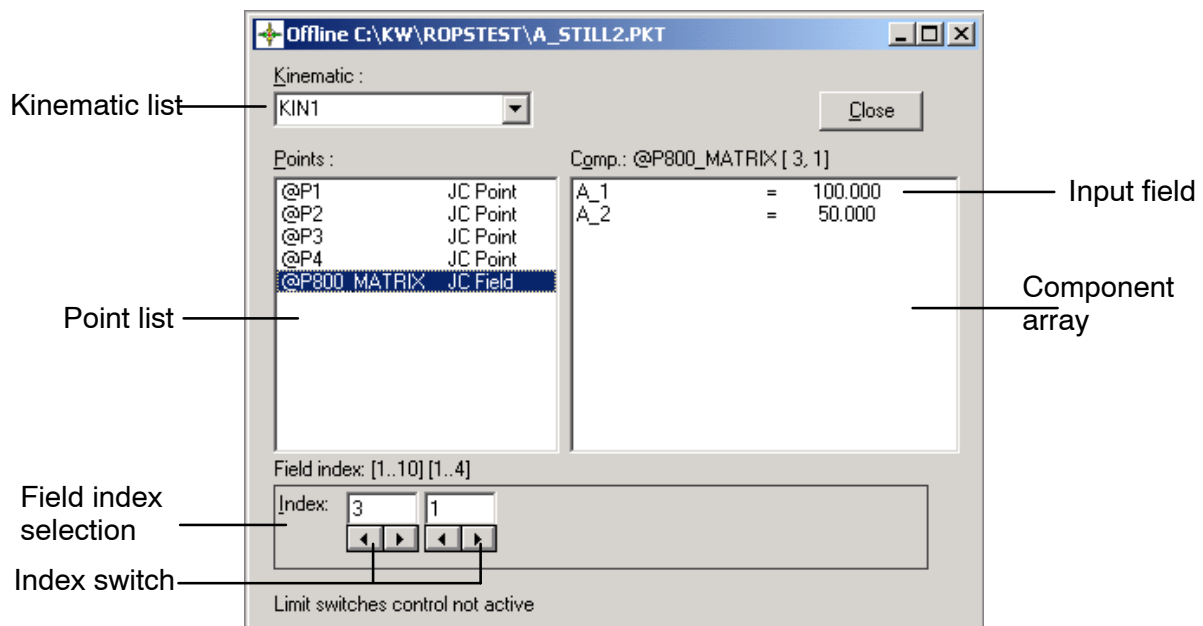 Offline C:\KW\ROPSTEST\A_STILL2.PKT
Kinematic :
Kinematic list
KIN1
Close
Points :
Comp.: @P800_MATRIX [ 3, 1]
@P1 JC Point
@P2 JC Point
@P3 JC Point
@P4 JC Point
@P800_MATRIX JC Field
A_1 = 100.000
A_2 = 50.000
Input field
Point list
Component
array
Field index: [1..10] [1..4]
Field index
selection
Index: 3 1
Index switch
Limit switches control not active